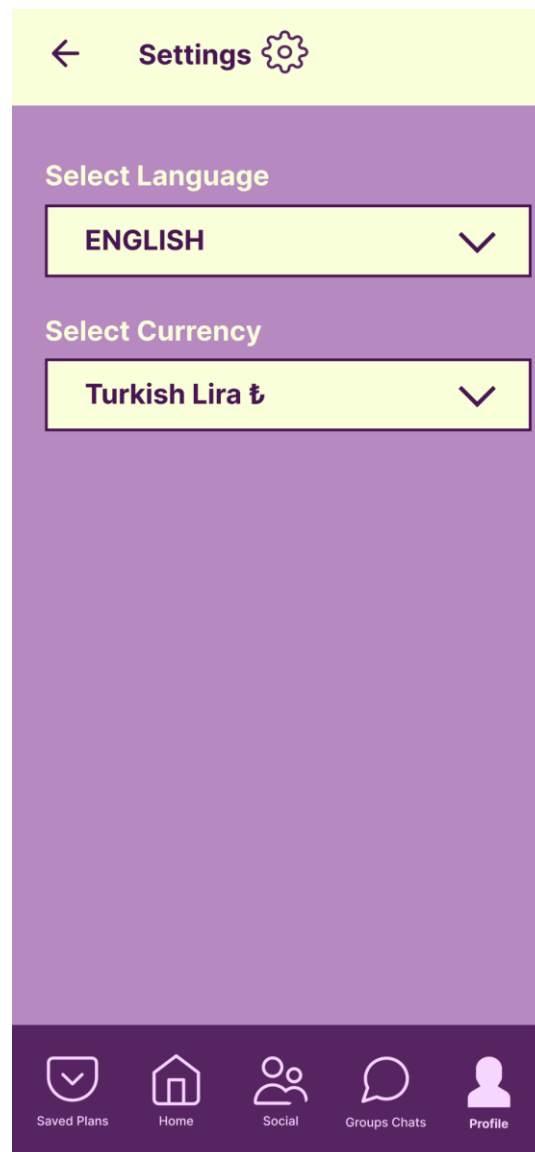 Settings
Select Language
ENGLISH
Select Currency
Turkish Lira ₺
Saved Plans
Home
Social
Groups Chats
Profile